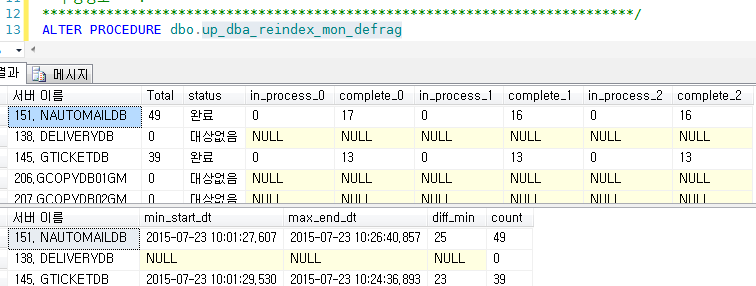 12
*****************************************************************************/
13 ALTER PROCEDURE dbo.up_dba_reindex_mon_defrag
결과 메시지
서버 이름 Total status in_process_0 complete_0 in_process_1 complete_1 in_process_2 complete_2
151, NAUTOMAILDB 49 완료 0 17 0 16 0 16
138, DELIVERYDB 0 대상없음 NULL NULL NULL NULL NULL NULL
145, GTICKETDB 39 완료 0 13 0 13 0 13
206,GCOPYDB01GM 0 대상없음 NULL NULL NULL NULL NULL NULL
207,GCOPYDB02GM 0 대상없음 NULL NULL NULL NULL NULL NULL
서버 이름 min_start_dt max_end_dt diff_min count
151, NAUTOMAILDB 2015-07-23 10:01:27,607 2015-07-23 10:26:40,857 25 49
138, DELIVERYDB NULL NULL NULL 0
145, GTICKETDB 2015-07-23 10:01:29,530 2015-07-23 10:24:36,893 23 39